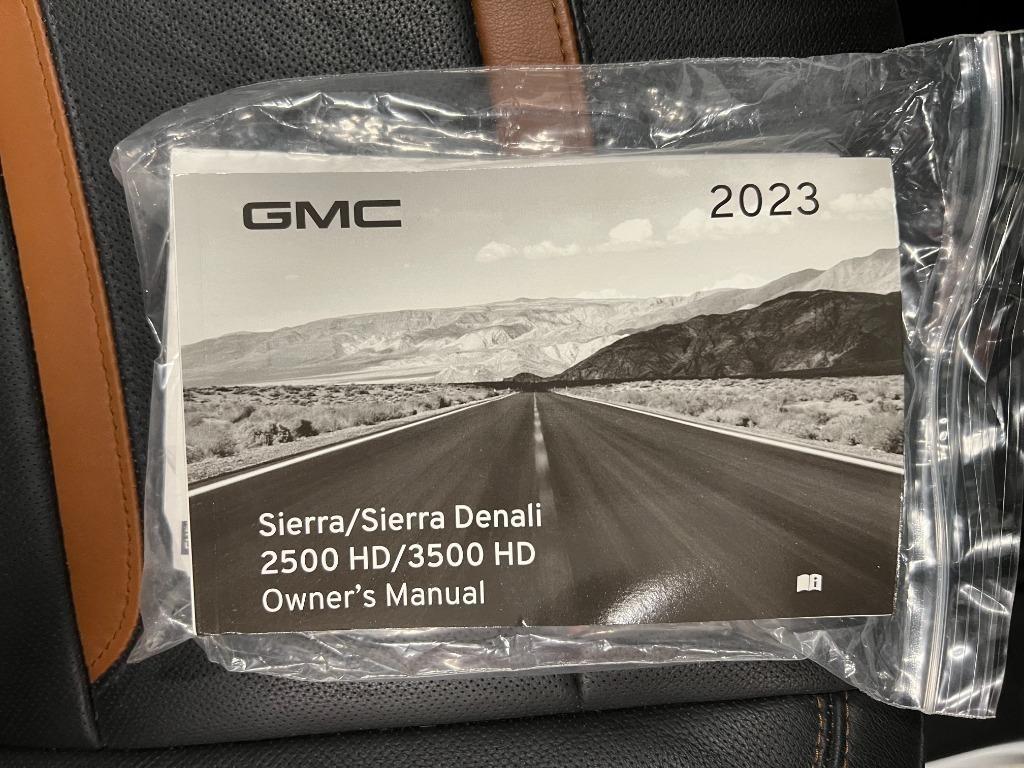 GMC
2023
Sierra/Sierra Denali
2500 HD/3500 HD
Owner's Manual